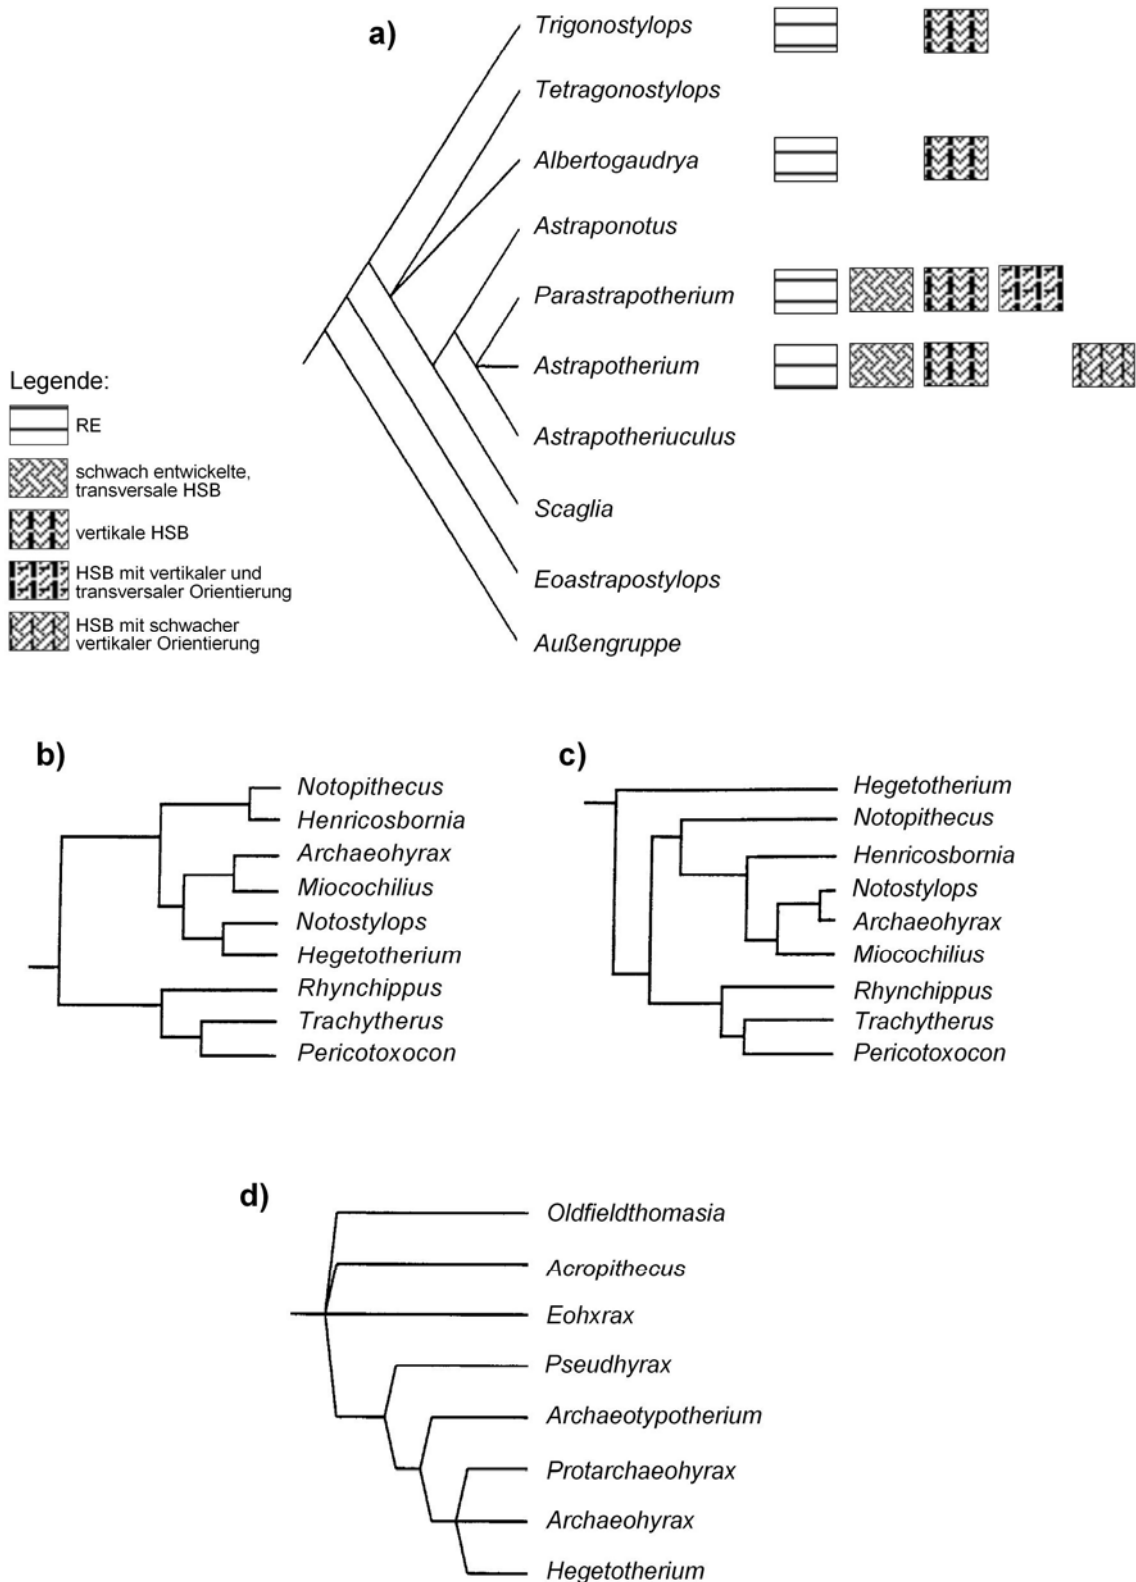 a)
Trigonostylops
Tetragonostylops
Albertogaudrya
Astraponotus
Parastrapotherium
Astrapotherium
Astrapotheriuculus
Scaglia
Eoastrapostylops
Außengruppe
Legende:
RE
schwach entwickelte,
transversale HSB
vertikale HSB
HSB mit vertikaler und
transversaler Orientierung
HSB mit schwacher
vertikaler Orientierung
b)
Notopithecus
Henricosbornia
Archaeohyrax
Miocochilius
Notostylops
Hegetotherium
Rhynchippus
Trachytherus
Pericotoxocon
c)
Hegetotherium
Notopithecus
Henricosbornia
Notostylops
Archaeohyrax
Miocochilius
Rhynchippus
Trachytherus
Pericotoxocon
d)
Oldfieldthomasia
Acropithecus
Eohxrax
Pseudhyrax
Archaeotypotherium
Protarchaeohyrax
Archaeohyrax
Hegetotherium